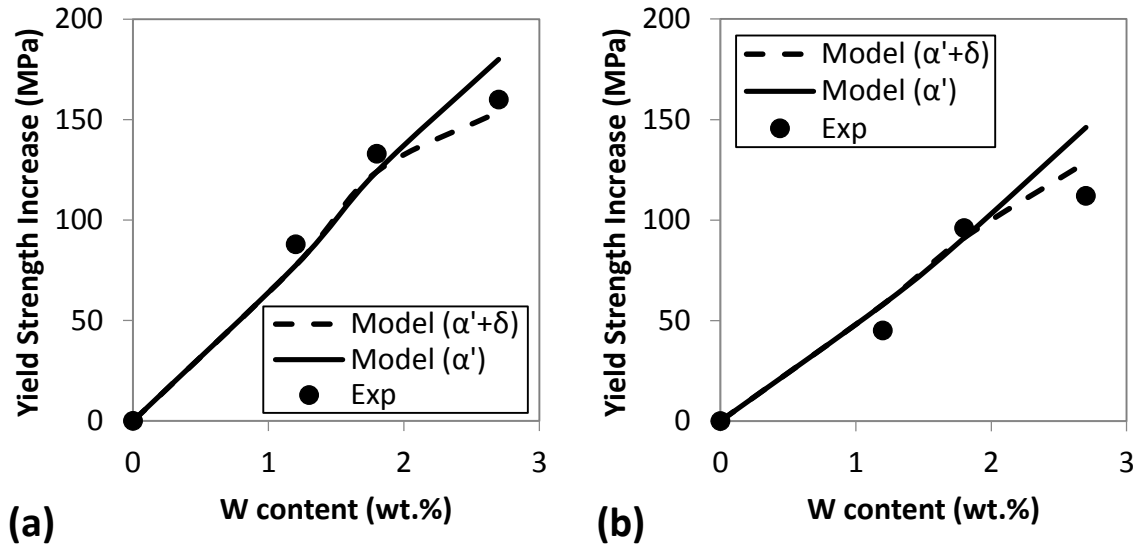 200
150
100
50
0
Yield Strength Increase (MPa)
Model (α'+δ)
Model (α')
Exp
0
1
2
3
W content (wt.%)
(a)
200
150
100
50
0
Yield Strength Increase (MPa)
Model (α'+δ)
Model (α')
Exp
0
1
2
3
W content (wt.%)
(b)